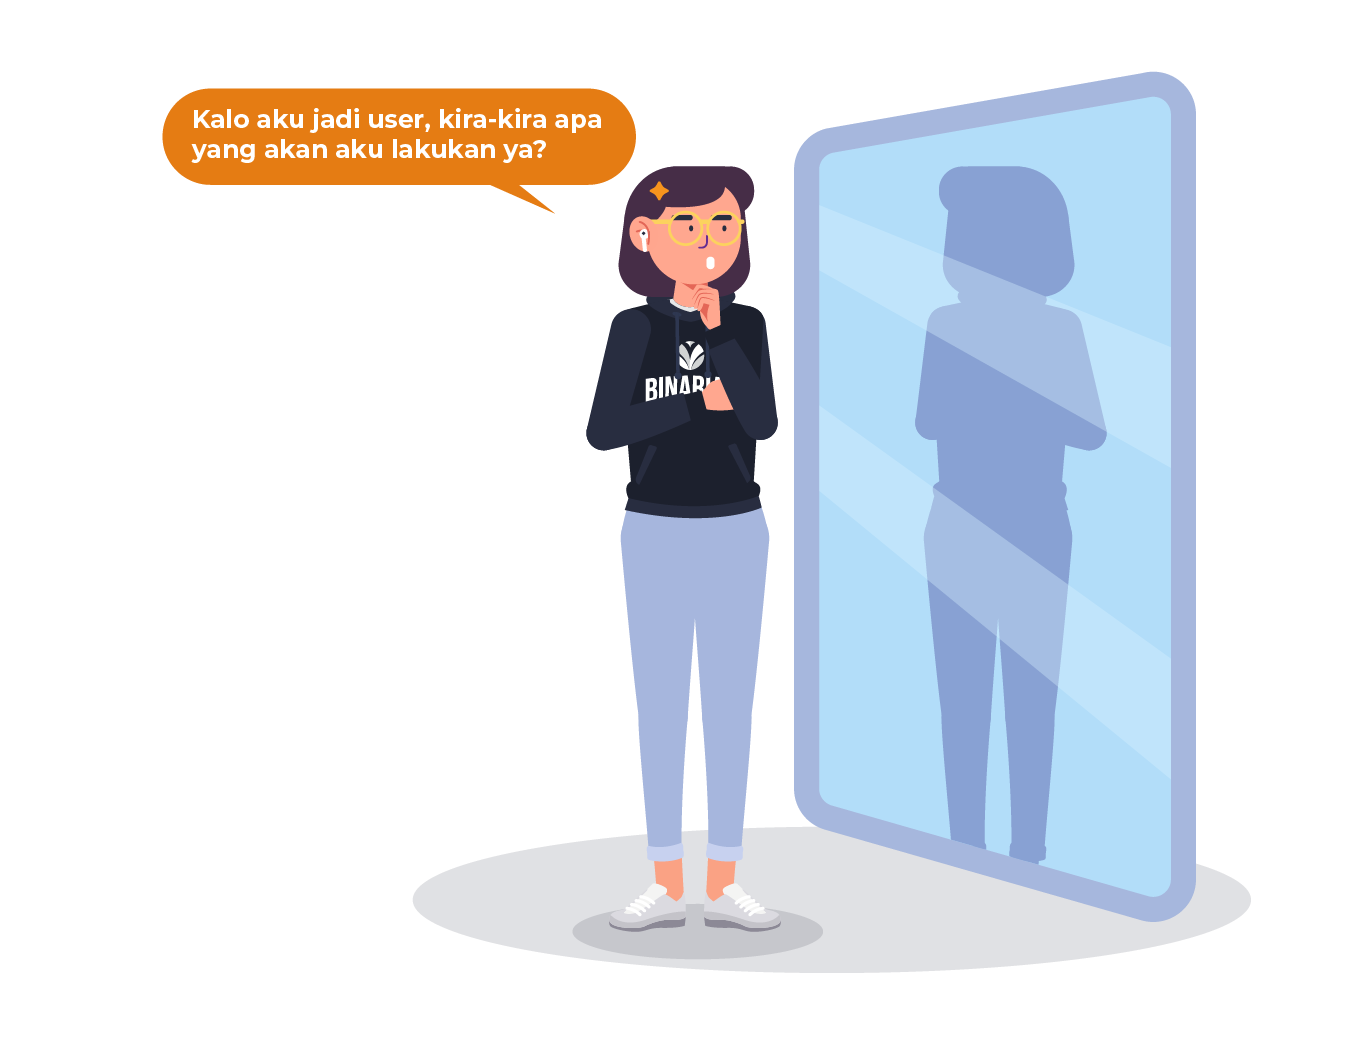 Kalo aku jadi user, kira-kira apa
yang akan aku lakukan ya?